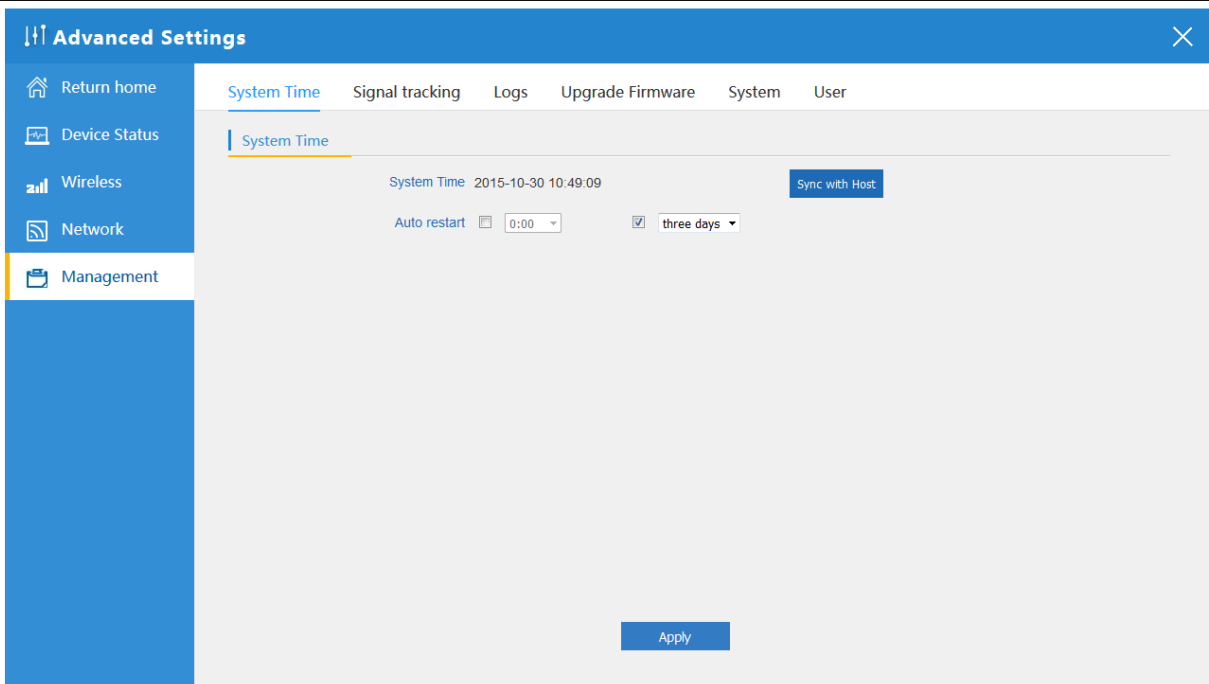 Advanced Settings
Return home
Device Status
Wireless
Network
Management
System Time Signal tracking Logs Upgrade Firmware System User
System Time
System Time 2015-10-30 10:49:09 Sync with Host
Auto restart 0:00 three days
Apply